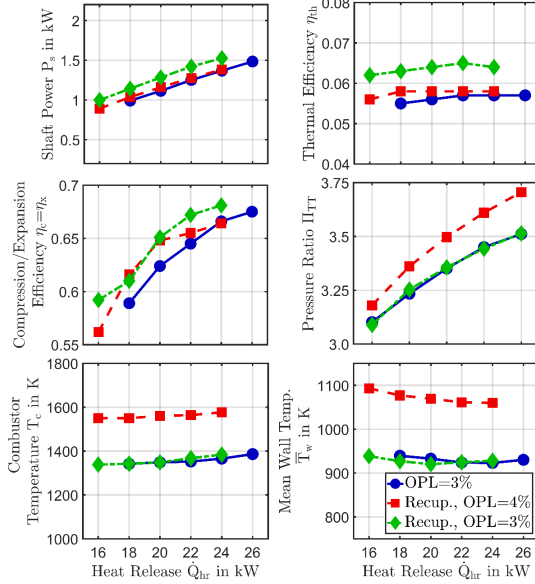 Shaft Power P_s in kW
2
1.5
1
0.5
Thermal Efficiency η_th
0.08
0.07
0.06
0.05
0.04
Compression/Expansion
Efficiency η_c=η_x
0.7
0.65
0.6
0.55
Pressure Ratio Π_TT
3.75
3.5
3.25
3.0
Combustor
Temperature T_c in K
1800
1600
1400
1200
1000
16 18 20 22 24 26
Heat Release Q̇_hr in kW
Mean Wall Temp.
T̅_w in K
1100
1000
900
800
OPL=3%
Recup., OPL=4%
Recup., OPL=3%
16 18 20 22 24 26
Heat Release Q̇_hr in kW